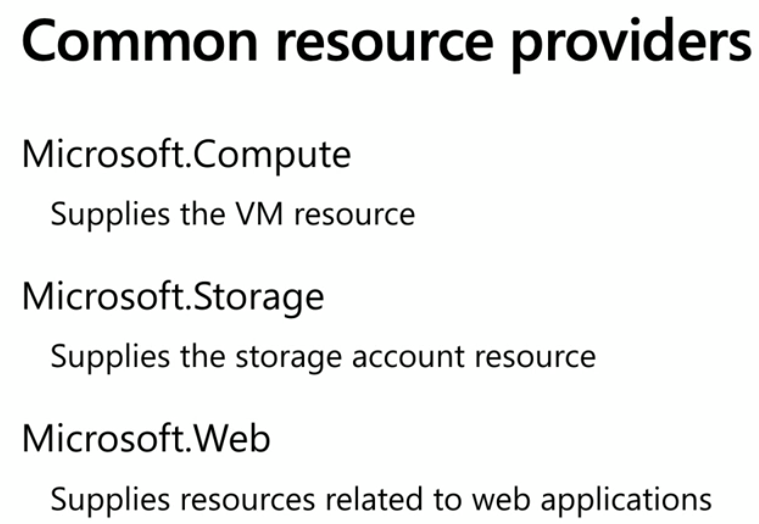 Common resource providers
Microsoft.Compute
Supplies the VM resource
Microsoft.Storage
Supplies the storage account resource
Microsoft.Web
Supplies resources related to web applications